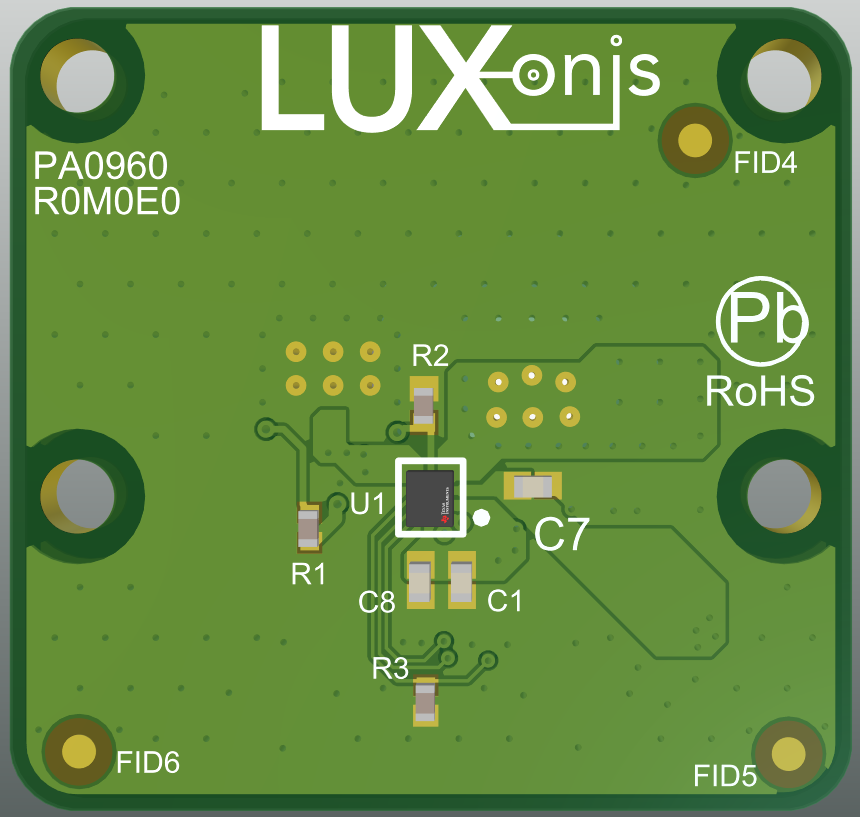 LUXonis
PA0960
R0M0E0
FID4
Pb
RoHS
R2
U1
C7
R1
C8
C1
R3
FID6
FID5